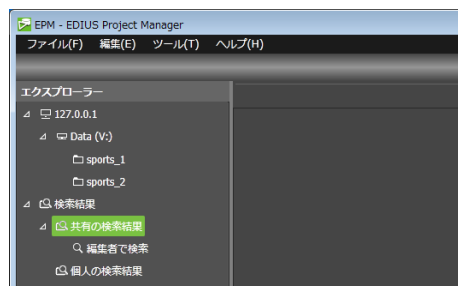 EPM - EDIUS Project Manager
ファイル(F) 編集(E) ツール(T) ヘルプ(H)
エクスプローラー
127.0.0.1
Data (V:)
sports_1
sports_2
検索結果
共有の検索結果
編集者で検索
個人の検索結果